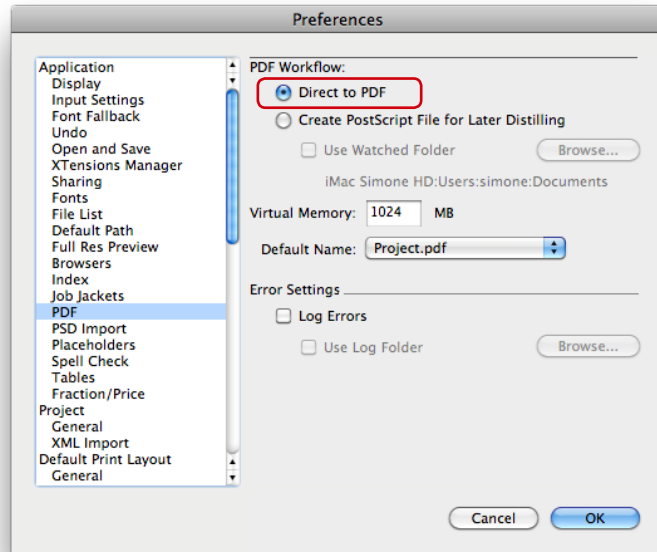 Preferences
Application
Display
Input Settings
Font Fallback
Undo
Open and Save
XTensions Manager
Sharing
Fonts
File List
Default Path
Full Res Preview
Browsers
Index
Job Jackets
PDF
PSD Import
Placeholders
Spell Check
Tables
Fraction/Price
Project
General
XML Import
Default Print Layout
General
PDF Workflow:
Direct to PDF
Create PostScript File for Later Distilling
Use Watched Folder Browse...
iMac Simone HD:Users:simone:Documents
Virtual Memory: 1024 MB
Default Name: Project.pdf
Error Settings
Log Errors
Use Log Folder Browse...
Cancel OK